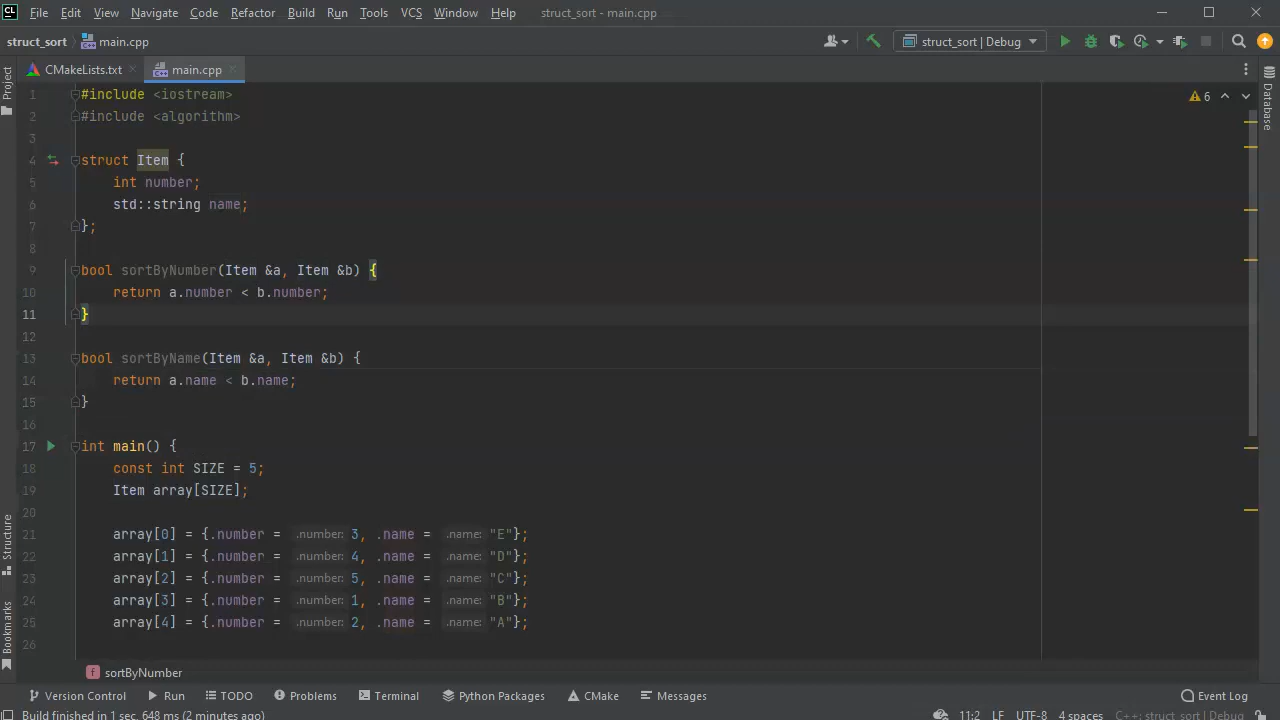 CL File Edit View Navigate Code Refactor Build Run Tools VCS Window Help struct_sort - main.cpp
struct_sort main.cpp struct_sort | Debug
CMakeLists.txt main.cpp
Project
Database
1 #include <iostream> 6
2 #include <algorithm>
3
4 struct Item {
5 int number;
6 std::string name;
7 };
8
9 bool sortByNumber(Item &a, Item &b) {
10 return a.number < b.number;
11 }
12
13 bool sortByName(Item &a, Item &b) {
14 return a.name < b.name;
15 }
16
17 int main() {
18 const int SIZE = 5;
19 Item array[SIZE];
20
21 array[0] = {.number = .number: 3, .name = .name: "E"};
22 array[1] = {.number = .number: 4, .name = .name: "D"};
23 array[2] = {.number = .number: 5, .name = .name: "C"};
24 array[3] = {.number = .number: 1, .name = .name: "B"};
25 array[4] = {.number = .number: 2, .name = .name: "A"};
26
Structure
Bookmarks
f sortByNumber
Version Control Run TODO Problems Terminal Python Packages CMake Messages Event Log
Build finished in 1 sec, 648 ms (2 minutes ago) 11:2 LF UTF-8 4 spaces C++: struct_sort | Debug